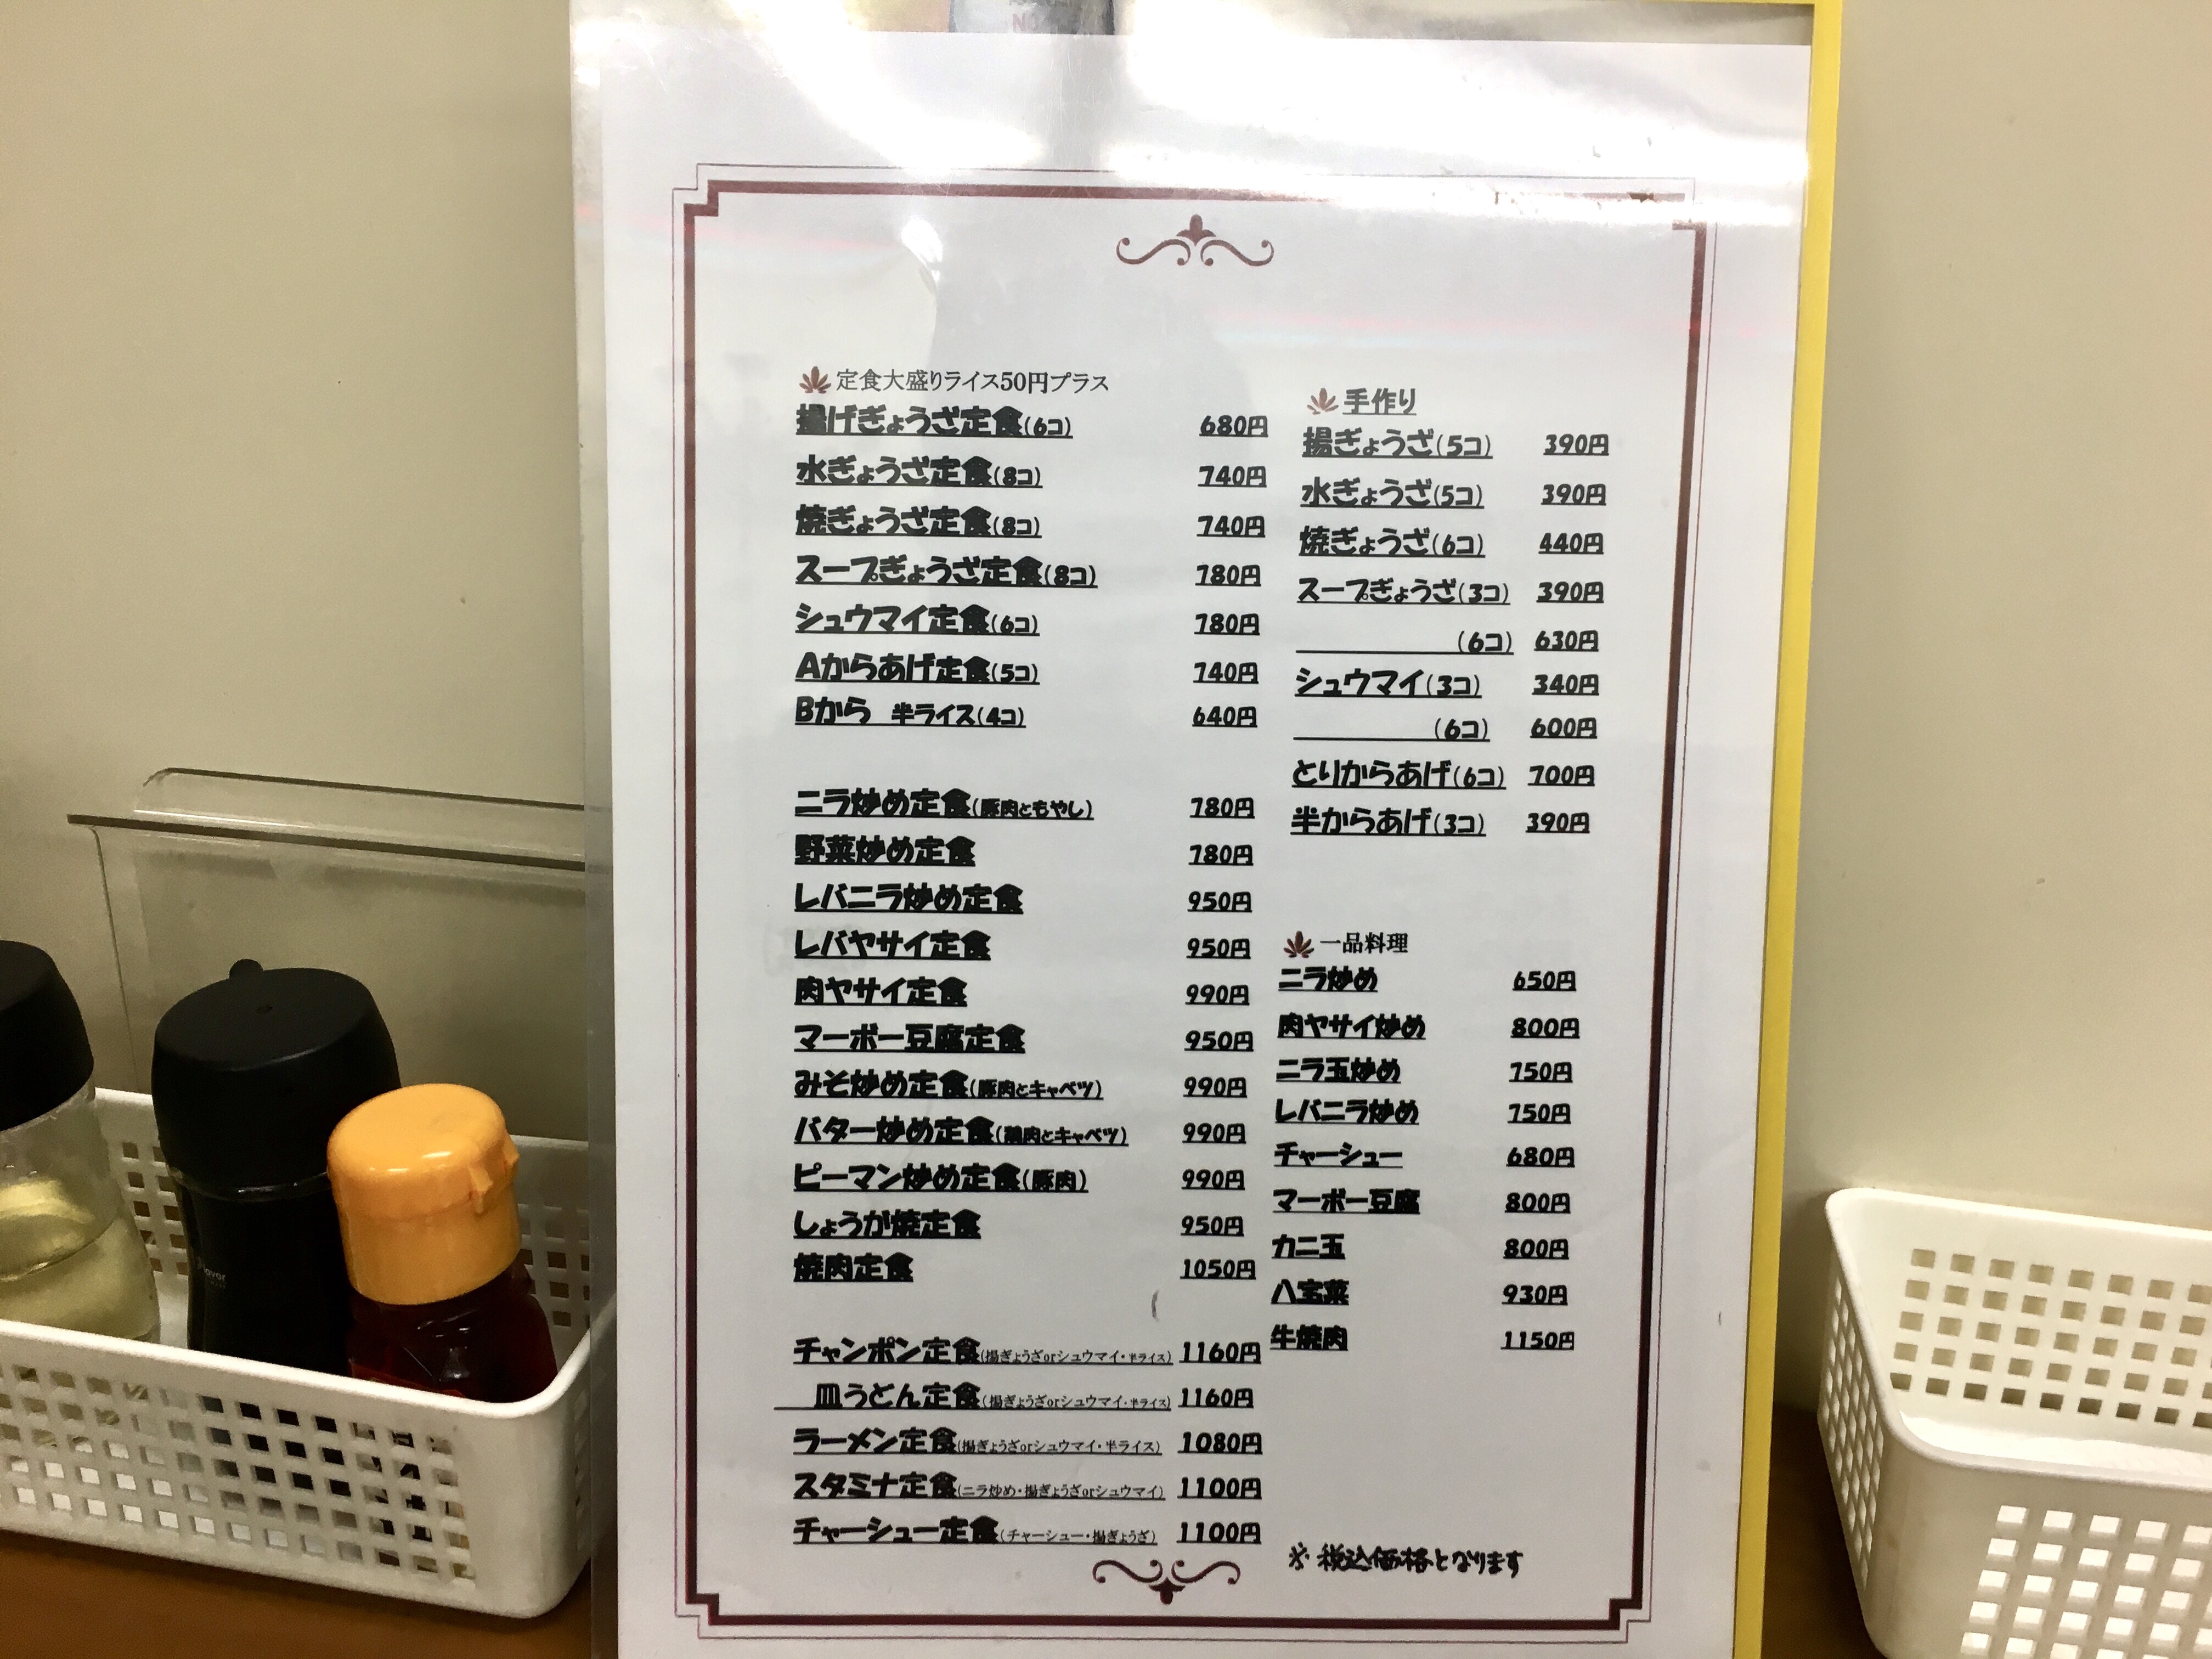 定食大盛りライス50円プラス
揚げぎょうざ定食(6コ) 680円
水ぎょうざ定食(8コ) 740円
焼ぎょうざ定食(8コ) 740円
スープぎょうざ定食(8コ) 780円
シュウマイ定食(6コ) 780円
Aからあげ定食(5コ) 740円
Bから 半ライス(4コ) 640円
ニラ炒め定食(豚肉ともやし) 780円
野菜炒め定食 780円
レバニラ炒め定食 950円
レバヤサイ定食 950円
肉ヤサイ定食 990円
マーボー豆腐定食 950円
みそ炒め定食(豚肉とキャベツ) 990円
バター炒め定食(鶏肉とキャベツ) 990円
ピーマン炒め定食(豚肉) 990円
しょうが焼定食 950円
焼肉定食 1050円
チャンポン定食(揚ぎょうざorシュウマイ・半ライス) 1160円
皿うどん定食(揚ぎょうざorシュウマイ・半ライス) 1160円
ラーメン定食(揚ぎょうざorシュウマイ・半ライス) 1080円
スタミナ定食(ニラ炒め・揚ぎょうざorシュウマイ) 1100円
チャーシュー定食(チャーシュー・揚ぎょうざ) 1100円
手作り
揚ぎょうざ(5コ) 390円
水ぎょうざ(5コ) 390円
焼ぎょうざ(6コ) 440円
スープぎょうざ(3コ) 390円
(6コ) 630円
シュウマイ(3コ) 340円
(6コ) 600円
とりからあげ(6コ) 700円
半からあげ(3コ) 390円
一品料理
ニラ炒め 650円
肉ヤサイ炒め 800円
ニラ玉炒め 750円
レバニラ炒め 750円
チャーシュー 680円
マーボー豆腐 800円
カニ玉 800円
八宝菜 930円
牛焼肉 1150円
※税込価格となります